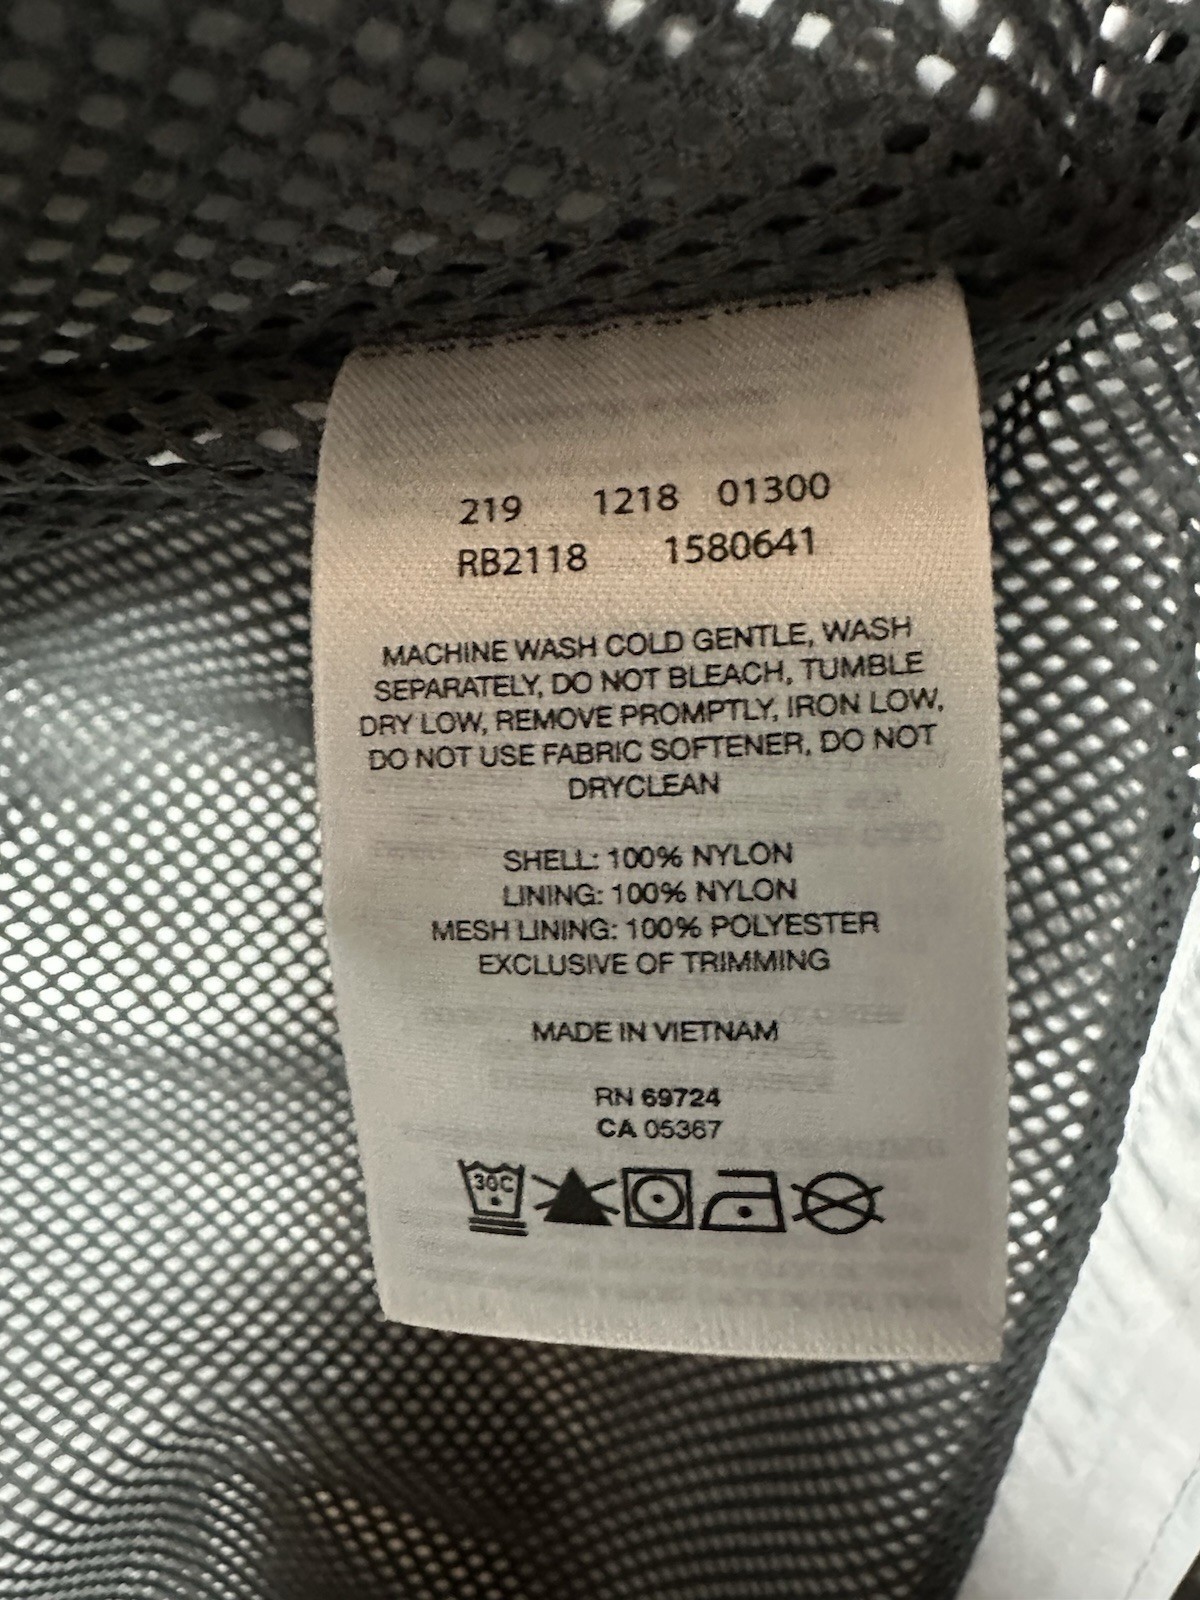 219 1218 01300
RB2118 1580641
MACHINE WASH COLD GENTLE, WASH
SEPARATELY, DO NOT BLEACH, TUMBLE
DRY LOW, REMOVE PROMPTLY, IRON LOW,
DO NOT USE FABRIC SOFTENER, DO NOT
DRYCLEAN
SHELL: 100% NYLON
LINING: 100% NYLON
MESH LINING: 100% POLYESTER
EXCLUSIVE OF TRIMMING
MADE IN VIETNAM
RN 69724
CA 05367
30C